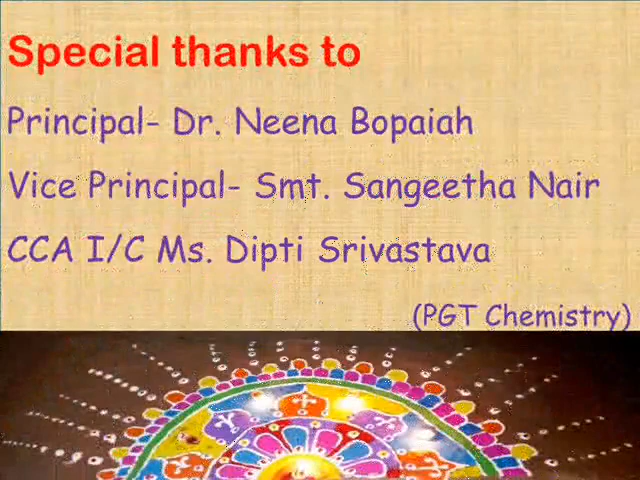 Special thanks to
Principal- Dr. Neena Bopaiah
Vice Principal- Smt. Sangeetha Nair
CCA I/C Ms. Dipti Srivastava
(PGT Chemistry)